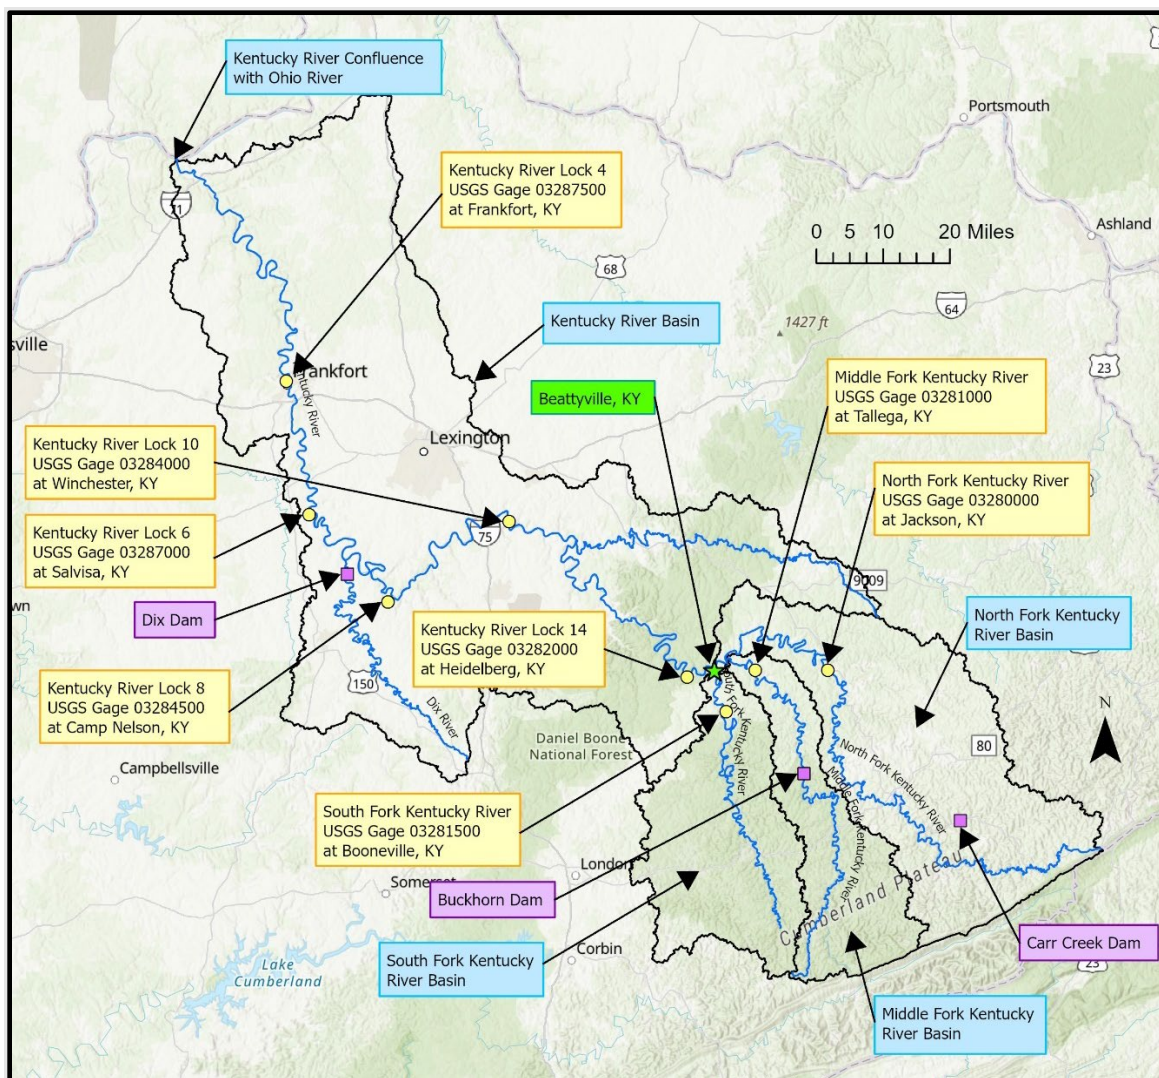 Kentucky River Confluence
with Ohio River
Portsmouth
Kentucky River Lock 4
USGS Gage 03287500
at Frankfort, KY
71
Ashland
0 5 10 20 Miles
68
64
Kentucky River Basin
1427 ft
sville
23
rankfort
Middle Fork Kentucky River
USGS Gage 03281000
at Tallega, KY
Beattyville, KY
Kentucky River
Kentucky River Lock 10
USGS Gage 03284000
at Winchester, KY
Lexington
North Fork Kentucky River
USGS Gage 03280000
at Jackson, KY
Kentucky River Lock 6
USGS Gage 03287000
at Salvisa, KY
75
9009
wn
Dix Dam
Kentucky River Lock 14
USGS Gage 03282000
at Heidelberg, KY
North Fork Kentucky
River Basin
Kentucky River Lock 8
USGS Gage 03284500
at Camp Nelson, KY
150
Dix River
South Fork Kentucky River
N
Daniel Boone
National Forest
80
North Fork Kentucky River
Campbellsville
Middle Fork Kentucky River
South Fork Kentucky River
USGS Gage 03281500
at Booneville, KY
London
Somerset
Buckhorn Dam
Cumberland Plateau
Carr Creek Dam
Corbin
South Fork Kentucky
River Basin
Lake
Cumberland
23
Middle Fork Kentucky
River Basin